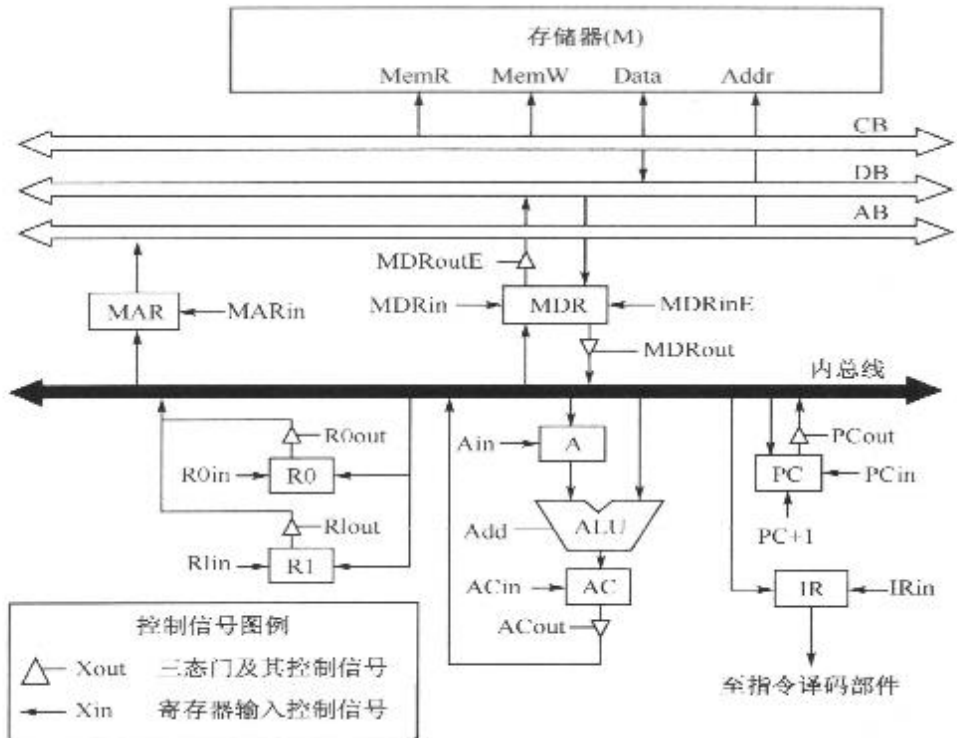 存储器(M)
MemR MemW Data Addr
CB
DB
AB
MDRoutE
MAR MARin MDRin MDR MDRinE
MDRout
内总线
R0out Ain A PCout
R0in R0 PC PCin
RIout Add ALU
PC+1
RIin R1 ACin AC IR IRin
ACout
控制信号图例
Xout 三态门及其控制信号
Xin 寄存器输入控制信号
至指令译码部件